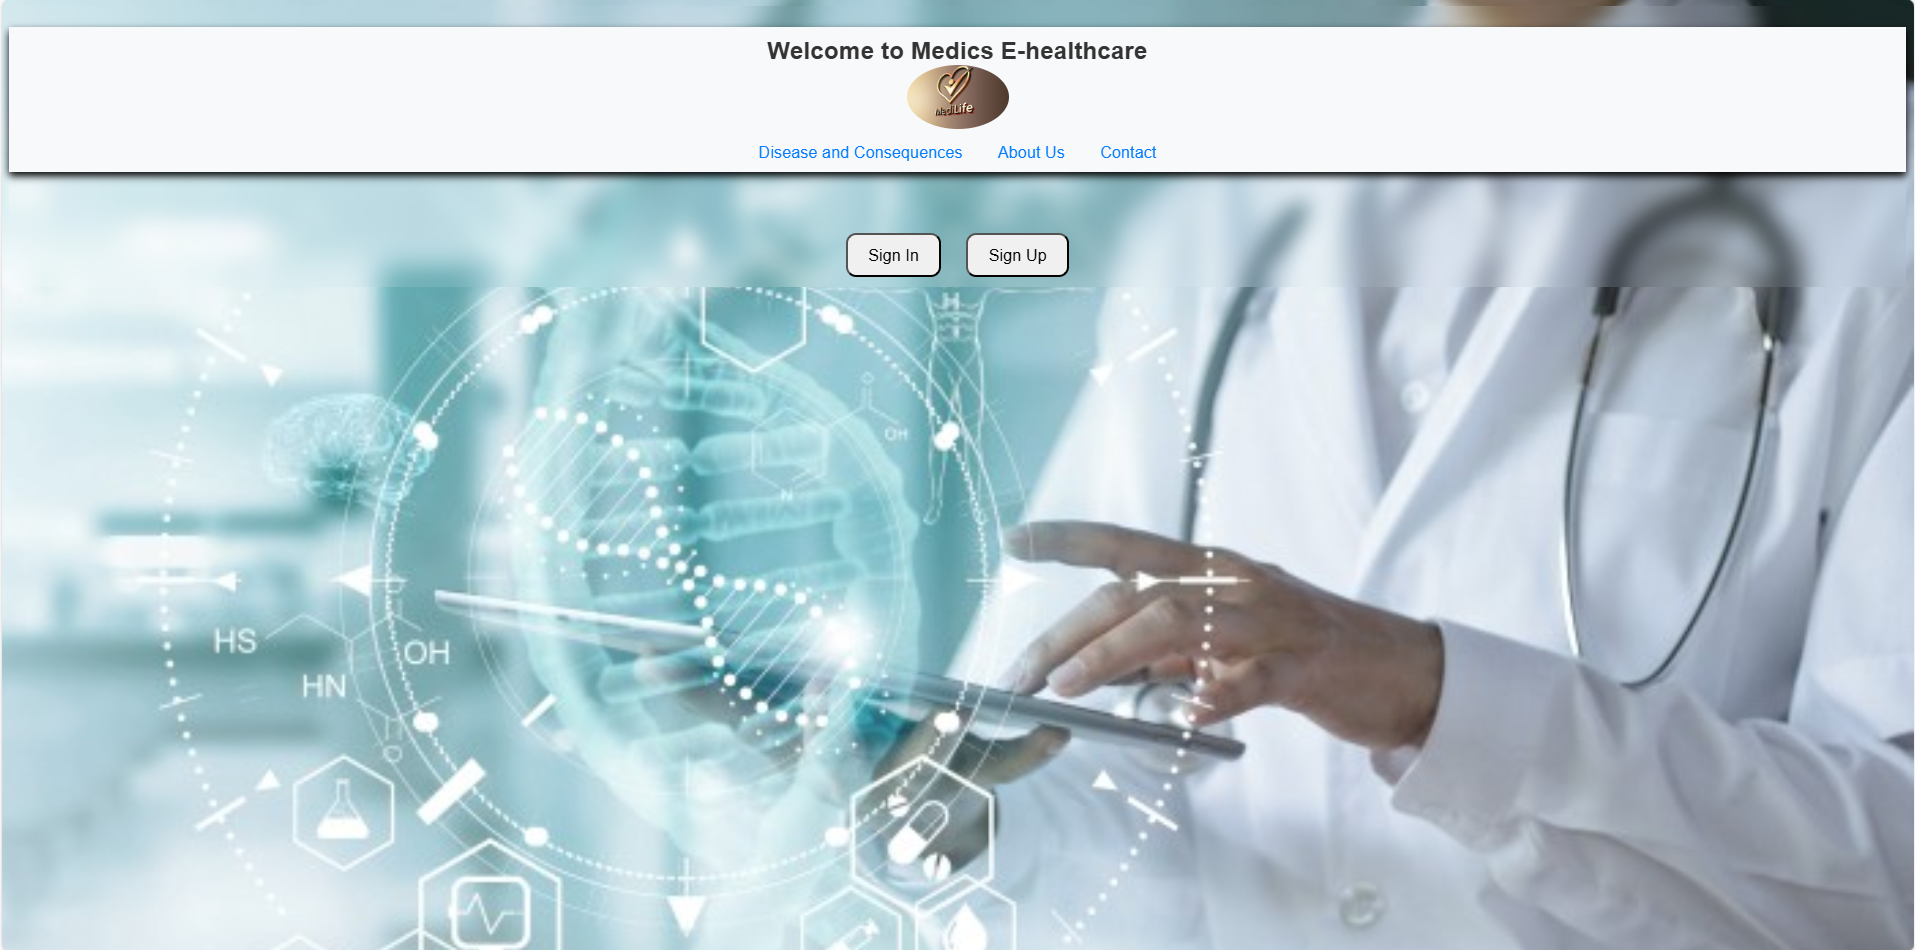 Welcome to Medics E-healthcare
MediLife
Disease and Consequences About Us Contact
Sign In Sign Up
H
OH
N
HS
OH
HN